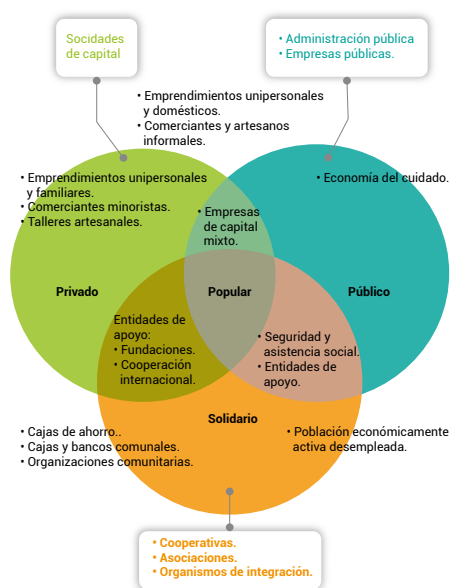 Socidades
de capital
• Administración pública
• Empresas públicas.
• Emprendimientos unipersonales
y domésticos.
• Comerciantes y artesanos
informales.
• Emprendimientos unipersonales
y familiares.
• Comerciantes minoristas.
• Talleres artesanales.
• Economía del cuidado.
• Empresas
de capital
mixto.
Privado
Popular
Público
Entidades de
apoyo:
• Fundaciones.
• Cooperación
internacional.
• Seguridad y
asistencia social.
• Entidades de
apoyo.
Solidario
• Cajas de ahorro..
• Cajas y bancos comunales.
• Organizaciones comunitarias.
• Población económicamente
activa desempleada.
• Cooperativas.
• Asociaciones.
• Organismos de integración.